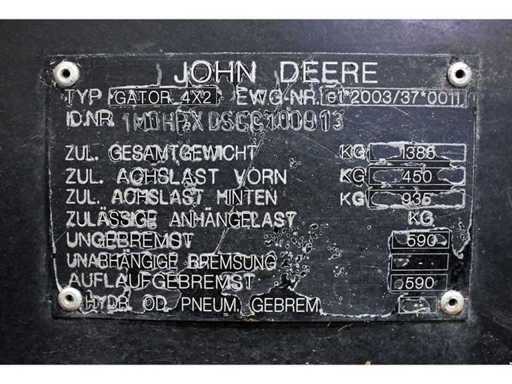 JOHN DEERE
TYP GATOR 4X2 EWG-NR. e1*2003/37*0011
ID.NR.
ZUL. GESAMTGEWICHT KG 1385
ZUL. ACHSLAST VORN KG 450
ZUL. ACHSLAST HINTEN KG 935
ZULÄSSIGE ANHÄNGELAST KG
UNGEBREMST 590
UNABHÄNGIGE BREMSUNG
AUFLAUFGEBREMST 590
HYDR. OD. PNEUM. GEBREM.